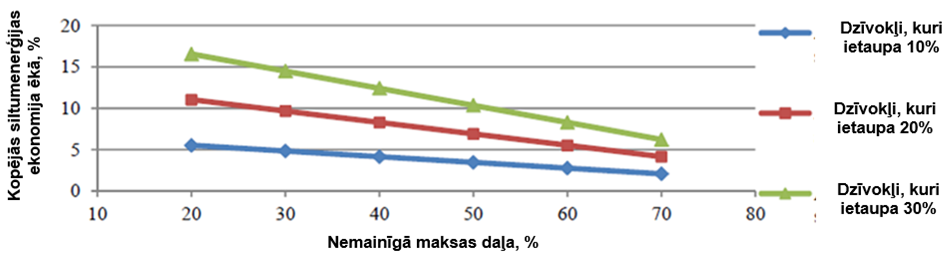 Kopējās siltumenerģijas
ekonomija ēkā, %
20
15
10
5
0
10 20 30 40 50 60 70 80
Nemainīgā maksas daļa, %
Dzīvokļi, kuri
ietaupa 10%
Dzīvokļi, kuri
ietaupa 20%
Dzīvokļi, kuri
ietaupa 30%